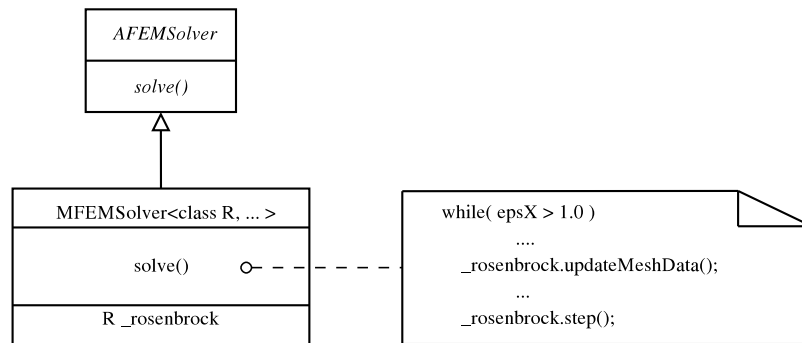 AFEMSolver
solve()
MFEMSolver<class R, ... >
solve()
R _rosenbrock
while( epsX > 1.0 )
....
_rosenbrock.updateMeshData();
...
_rosenbrock.step();